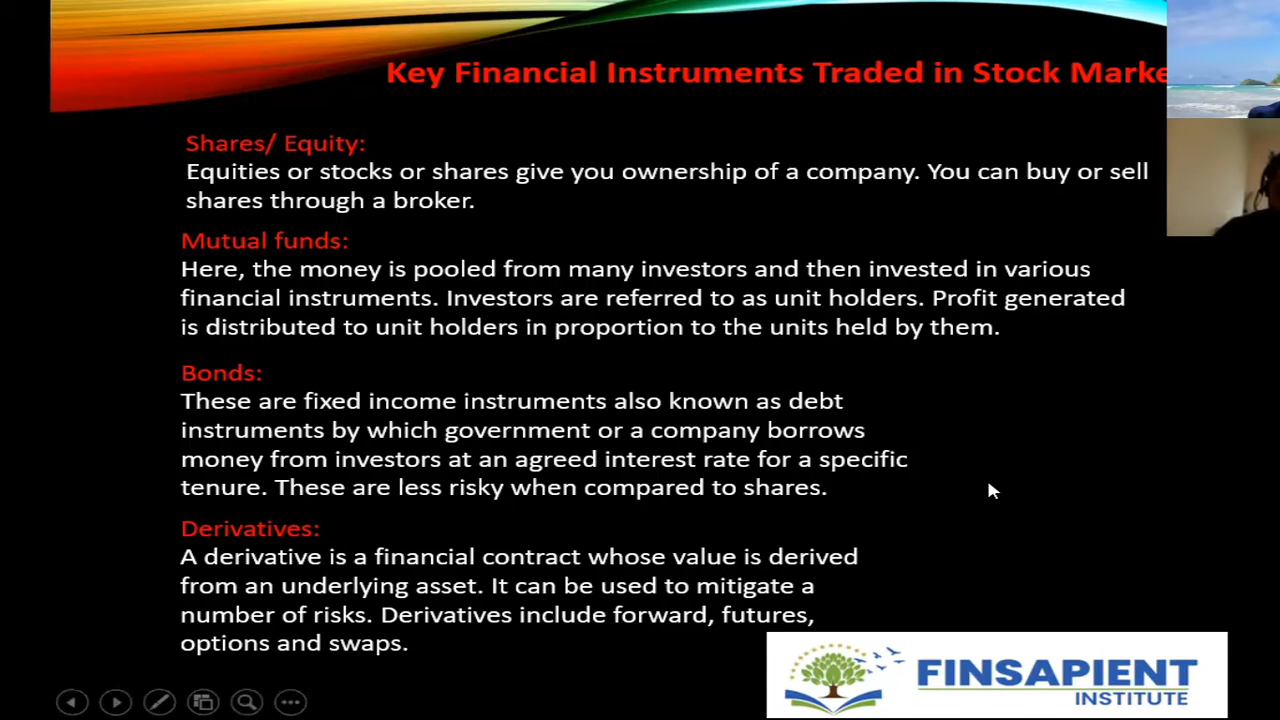 Key Financial Instruments Traded in Stock Marke
Shares/ Equity:
Equities or stocks or shares give you ownership of a company. You can buy or sell
shares through a broker.
Mutual funds:
Here, the money is pooled from many investors and then invested in various
financial instruments. Investors are referred to as unit holders. Profit generated
is distributed to unit holders in proportion to the units held by them.
Bonds:
These are fixed income instruments also known as debt
instruments by which government or a company borrows
money from investors at an agreed interest rate for a specific
tenure. These are less risky when compared to shares.
Derivatives:
A derivative is a financial contract whose value is derived
from an underlying asset. It can be used to mitigate a
number of risks. Derivatives include forward, futures,
options and swaps.
FINSAPIENT
INSTITUTE